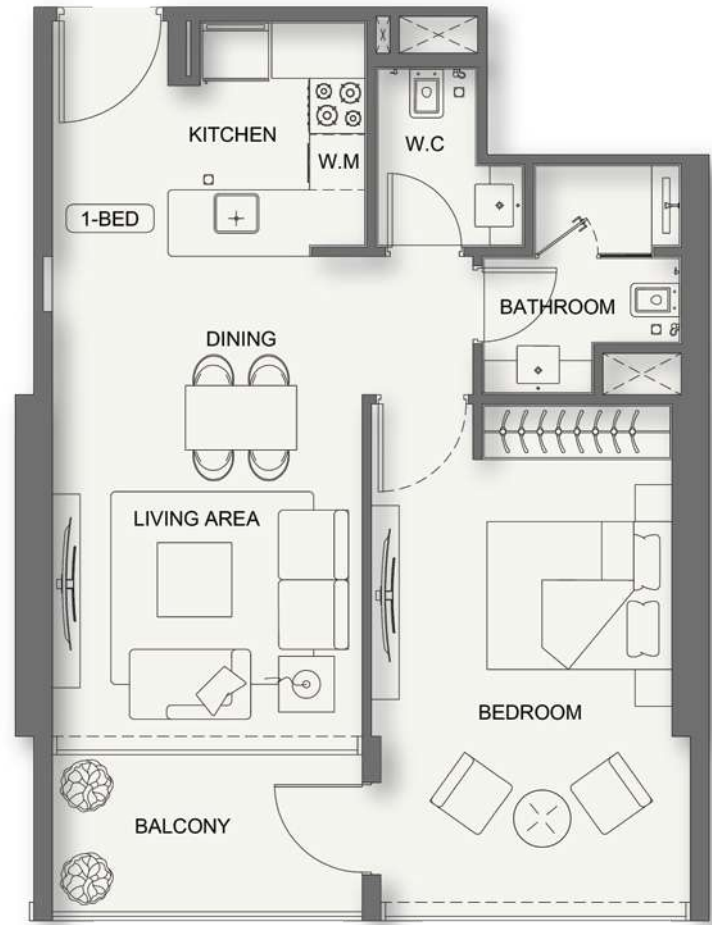 KITCHEN
W.C
W.M
1-BED
BATHROOM
DINING
LIVING AREA
BEDROOM
BALCONY